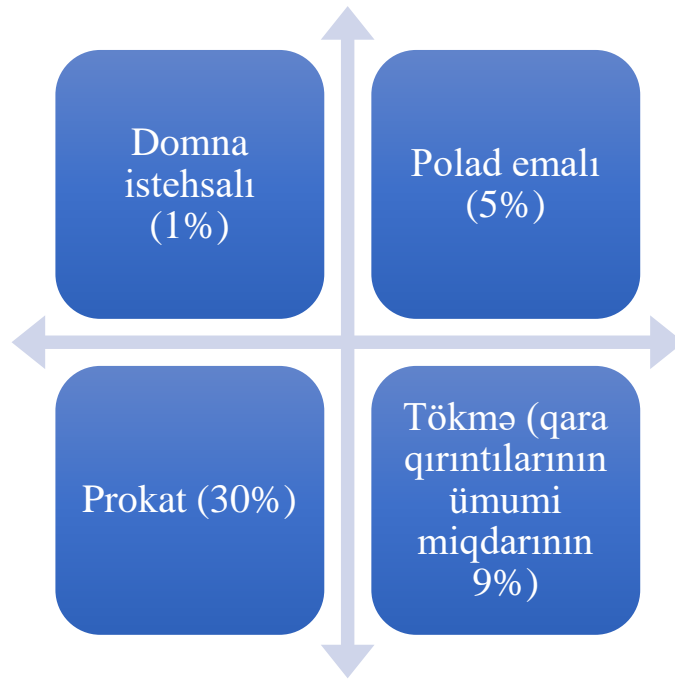 Domna
istehsalı
(1%)
Polad emalı
(5%)
Prokat (30%)
Tökmə (qara
qırıntılarının
ümumi
miqdarının
9%)